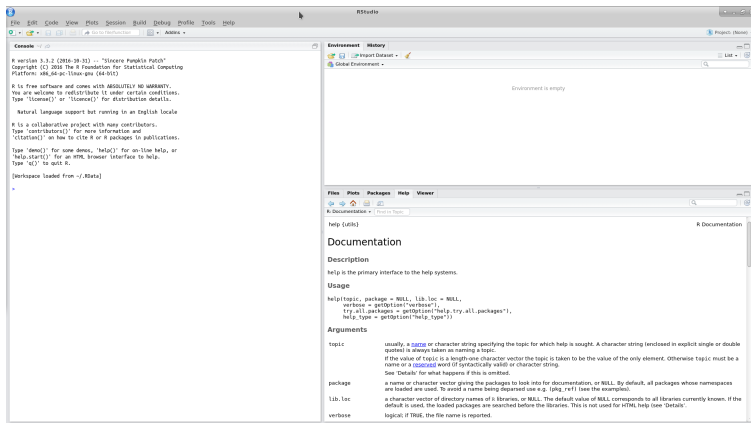 RStudio
File Edit Code View Plots Session Build Debug Profile Tools Help
Go to file/function Addins Project: (None)
Console ~/
R version 3.3.2 (2016-10-31) -- "Sincere Pumpkin Patch"
Copyright (C) 2016 The R Foundation for Statistical Computing
Platform: x86_64-pc-linux-gnu (64-bit)
R is free software and comes with ABSOLUTELY NO WARRANTY.
You are welcome to redistribute it under certain conditions.
Type 'license()' or 'licence()' for distribution details.
Natural language support but running in an English locale
R is a collaborative project with many contributors.
Type 'contributors()' for more information and
'citation()' on how to cite R or R packages in publications.
Type 'demo()' for some demos, 'help()' for on-line help, or
'help.start()' for an HTML browser interface to help.
Type 'q()' to quit R.
[Workspace loaded from ~/.RData]
>
Environment History
Import Dataset List
Global Environment
Environment is empty
Files Plots Packages Help Viewer
R: Documentation Find in Topic
help {utils} R Documentation
Documentation
Description
help is the primary interface to the help systems.
Usage
help(topic, package = NULL, lib.loc = NULL,
verbose = getOption("verbose"),
try.all.packages = getOption("help.try.all.packages"),
help_type = getOption("help_type"))
Arguments
topic usually, a name or character string specifying the topic for which help is sought. A character string (enclosed in explicit single or double
quotes) is always taken as naming a topic.
If the value of topic is a length-one character vector the topic is taken to be the value of the only element. Otherwise topic must be a
name or a reserved word (if syntactically valid) or character string.
See 'Details' for what happens if this is omitted.
package a name or character vector giving the packages to look into for documentation, or NULL. By default, all packages whose namespaces
are loaded are used. To avoid a name being deparsed use e.g. (pkg_ref) (see the examples).
lib.loc a character vector of directory names of R libraries, or NULL. The default value of NULL corresponds to all libraries currently known. If the
default is used, the loaded packages are searched before the libraries. This is not used for HTML help (see 'Details'.
verbose logical; if TRUE, the file name is reported.